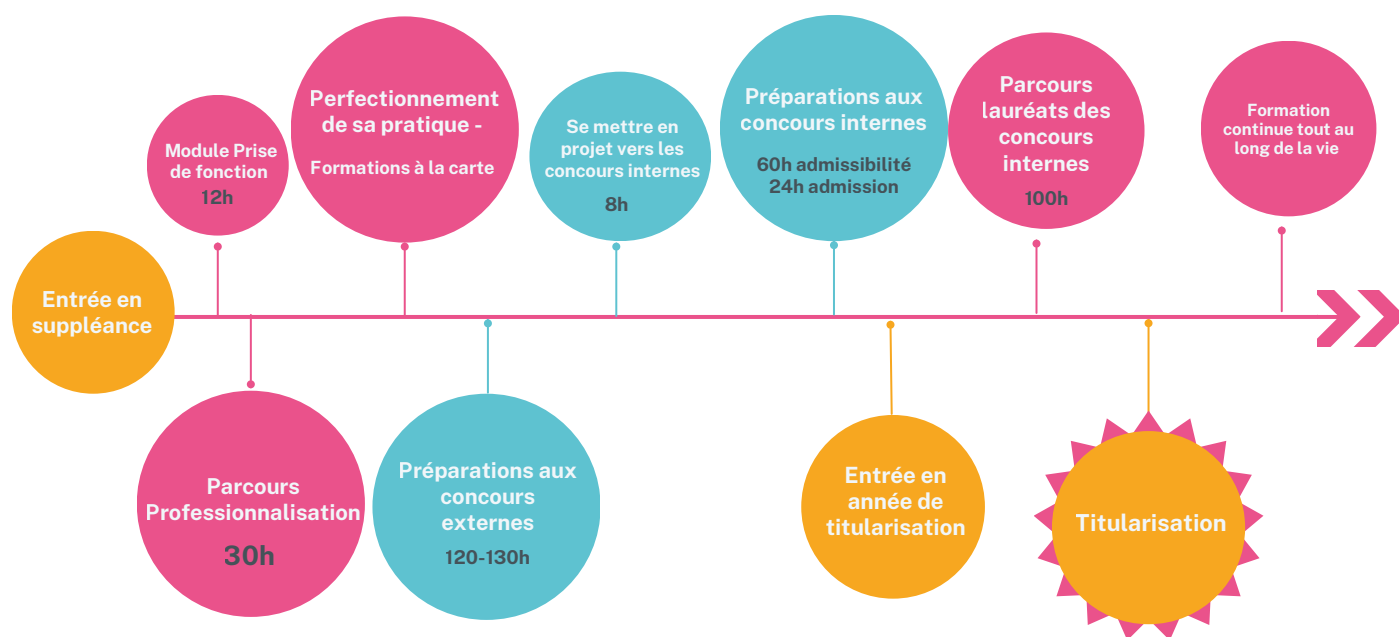 Entrée en
suppléance
Module Prise
de fonction
12h
Parcours
Professionnalisation
30h
Perfectionnement
de sa pratique -
Formations à la carte
Préparations aux
concours
externes
120-130h
Se mettre en
projet vers les
concours internes
8h
Préparations aux
concours internes
60h admissibilité
24h admission
Entrée en
année de
titularisation
Parcours
lauréats des
concours
internes
100h
Titularisation
Formation
continue tout au
long de la vie